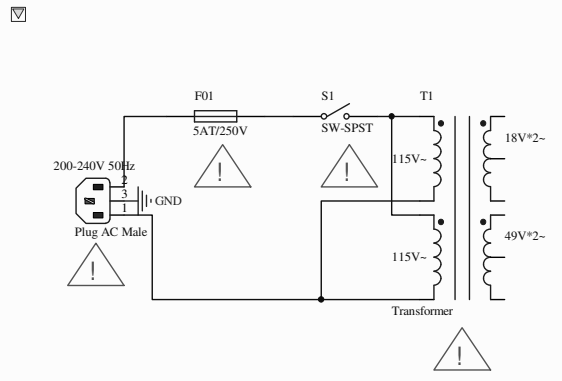 F01
S1
T1
5AT/250V
SW-SPST
18V*2~
115V~
200-240V 50Hz
2
3
GND
1
Plug AC Male
49V*2~
115V~
Transformer
!
!
!
!